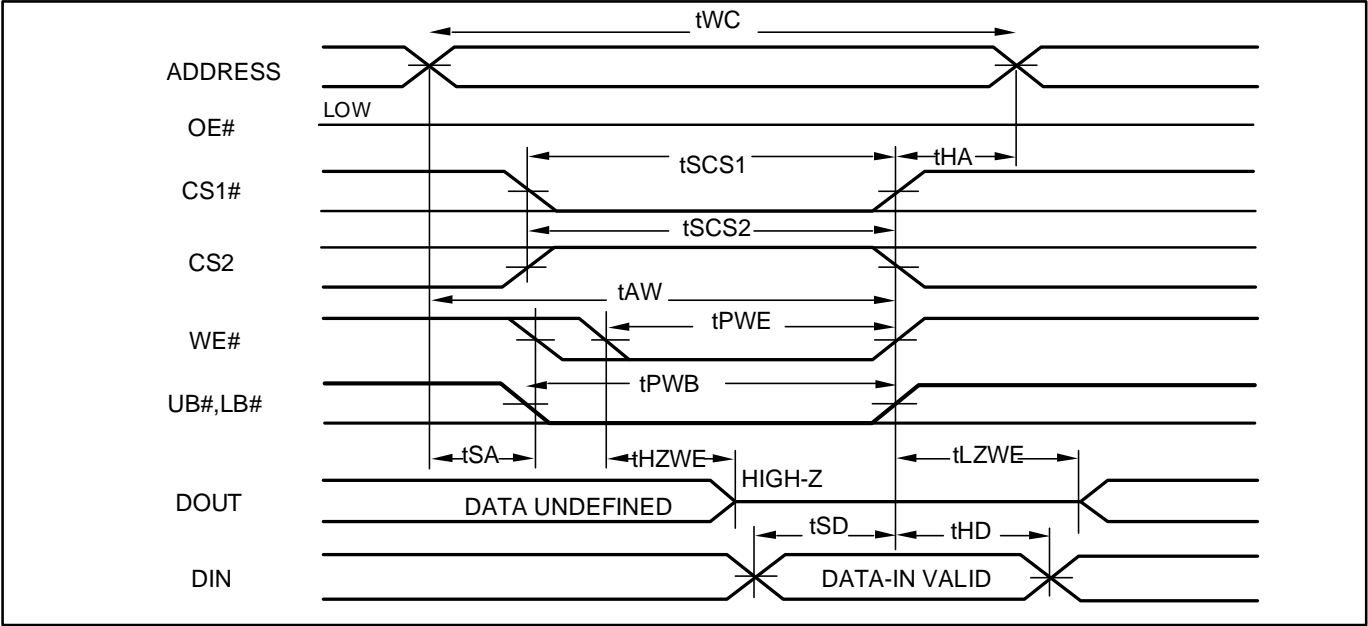 tWC
ADDRESS
LOW
OE#
tSCS1
tHA
CS1#
tSCS2
CS2
tAW
tPWE
WE#
tPWB
UB#,LB#
tSA
tHZWE
tLZWE
HIGH-Z
DOUT
DATA UNDEFINED
tSD
tHD
DIN
DATA-IN VALID